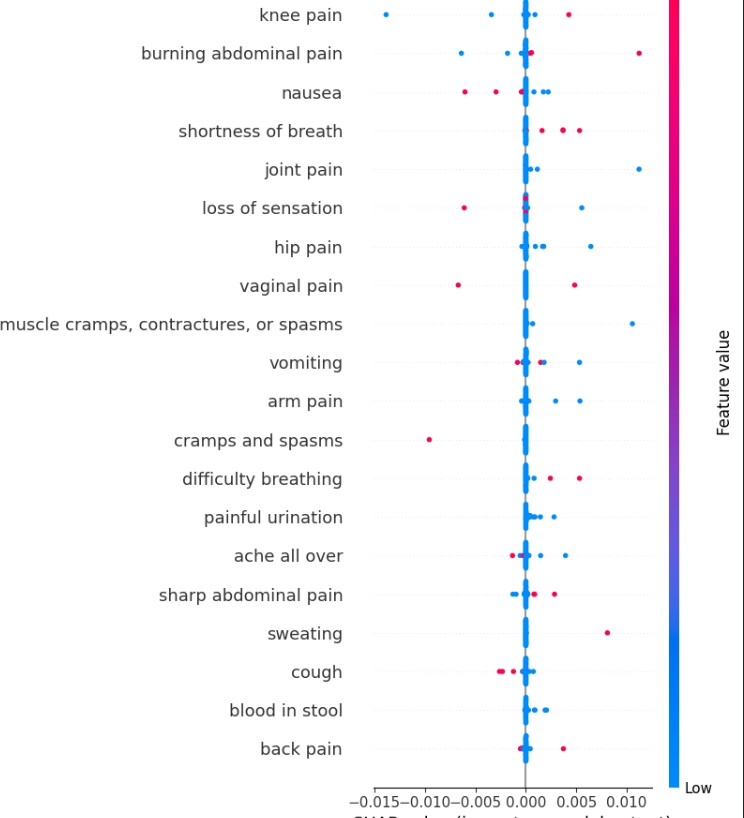 knee pain
burning abdominal pain
nausea
shortness of breath
joint pain
loss of sensation
hip pain
vaginal pain
muscle cramps, contractures, or spasms
vomiting
arm pain
cramps and spasms
difficulty breathing
painful urination
ache all over
sharp abdominal pain
sweating
cough
blood in stool
back pain
Feature value
Low
−0.015−0.010−0.005 0.000 0.005 0.010